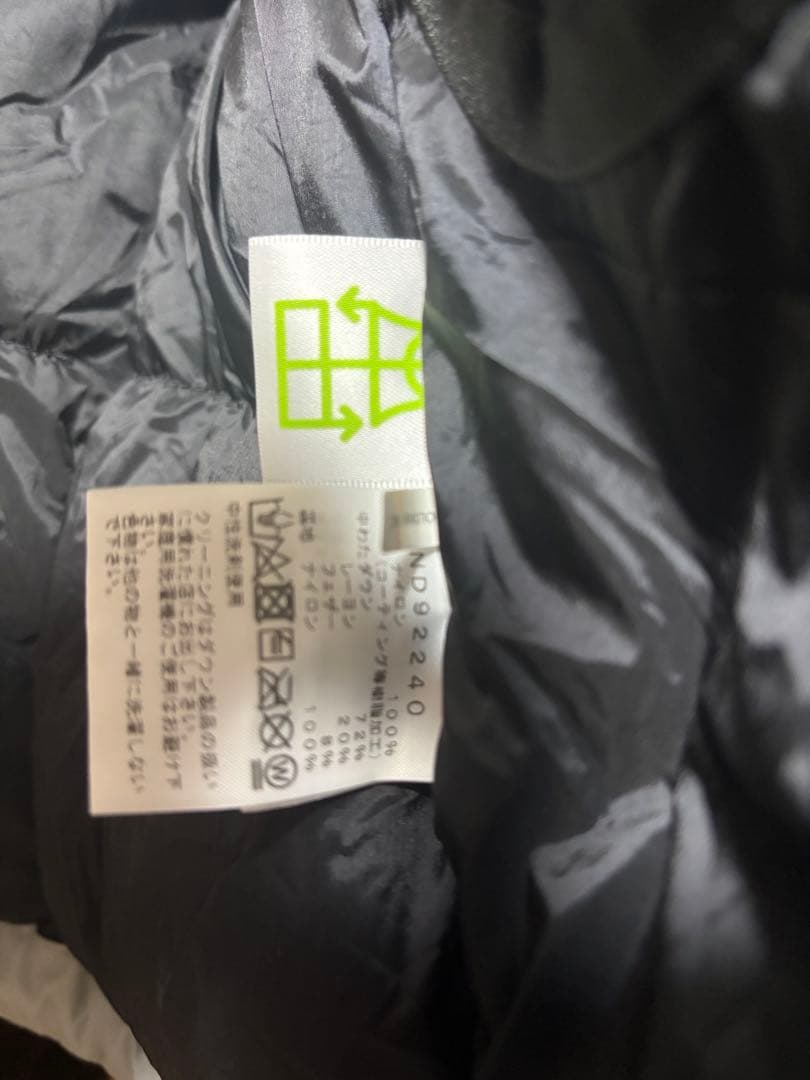 ND92240
ナイロン 100%
(コーティング等樹脂加工)
中わた ダウン 72%
レーヨン 20%
フェザー 8%
裏地 ナイロン 100%
W
中性洗剤使用
クリーニングはダウン製品の扱い
に慣れた店にお出し下さい。
家庭用洗濯機のご使用はお避け下
さい。
色物は他の物と一緒に洗濯しない
で下さい。